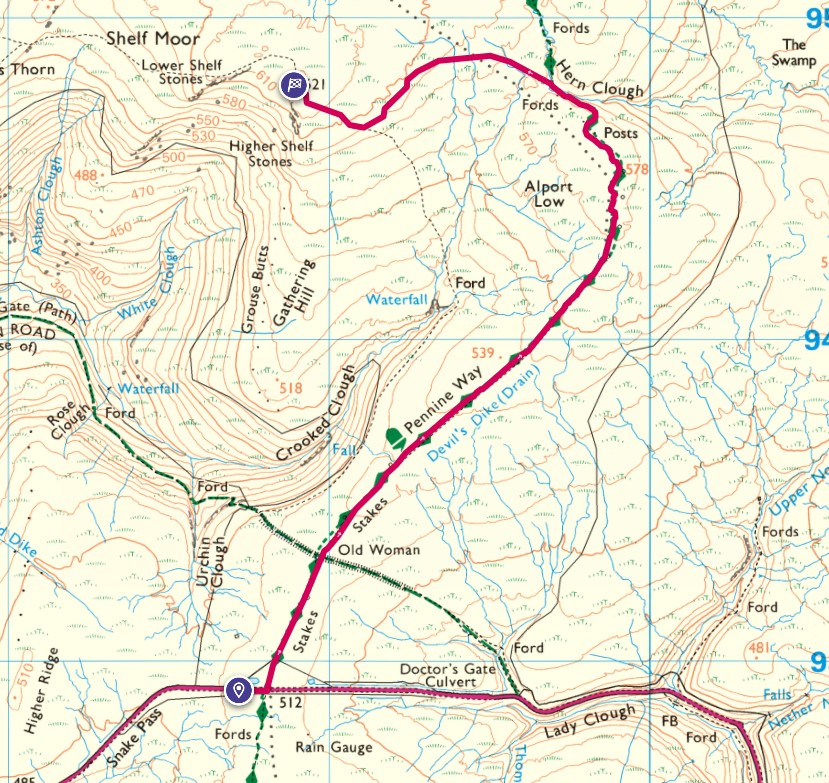 95
Fords
Shelf Moor
s Thorn
Lower Shelf
Stones
The
Swamp
610
621
Hern Clough
580
Fords
550
530
Posts
Higher Shelf
Stones
570
500
578
488
470
Alport
Low
Ashton Clough
450
400
350
White Clough
Grouse Butts
Gathering
Hill
Waterfall
Ford
Gate (Path)
ROAD
se of)
94
539
518
Waterfall
Rose
Clough
Ford
Crooked Clough
Pennine Way
Devil's Dike (Drain)
Fall
Ford
Stakes
Upper Ne
Fords
d Dike
Old Woman
Urchin
Clough
Stakes
Ford
Ford
481
9
Higher Ridge
510
Doctor's Gate
Culvert
512
Snake Pass
Fords
Rain Gauge
Lady Clough
FB
Ford
Falls
Nether N
Thom
485